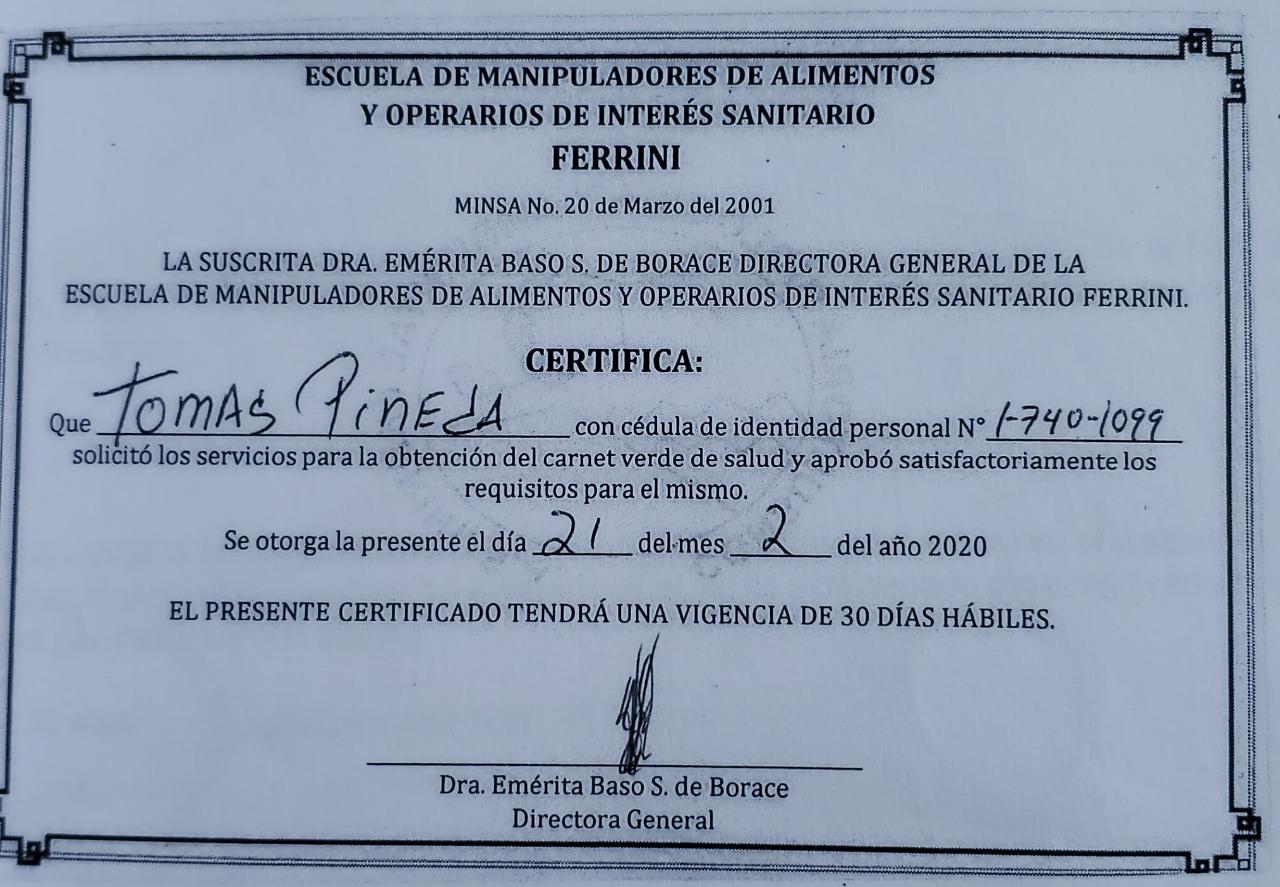 ESCUELA DE MANIPULADORES DE ALIMENTOS
Y OPERARIOS DE INTERÉS SANITARIO
FERRINI
MINSA No. 20 de Marzo del 2001
LA SUSCRITA DRA. EMÉRITA BASO S. DE BORACE DIRECTORA GENERAL DE LA
ESCUELA DE MANIPULADORES DE ALIMENTOS Y OPERARIOS DE INTERÉS SANITARIO FERRINI.
CERTIFICA:
Que TOMAS PINEdA con cédula de identidad personal N° 1-740-1099
solicitó los servicios para la obtención del carnet verde de salud y aprobó satisfactoriamente los
requisitos para el mismo.
Se otorga la presente el día 21 del mes 2 del año 2020
EL PRESENTE CERTIFICADO TENDRÁ UNA VIGENCIA DE 30 DÍAS HÁBILES.
Dra. Emérita Baso S. de Borace
Directora General